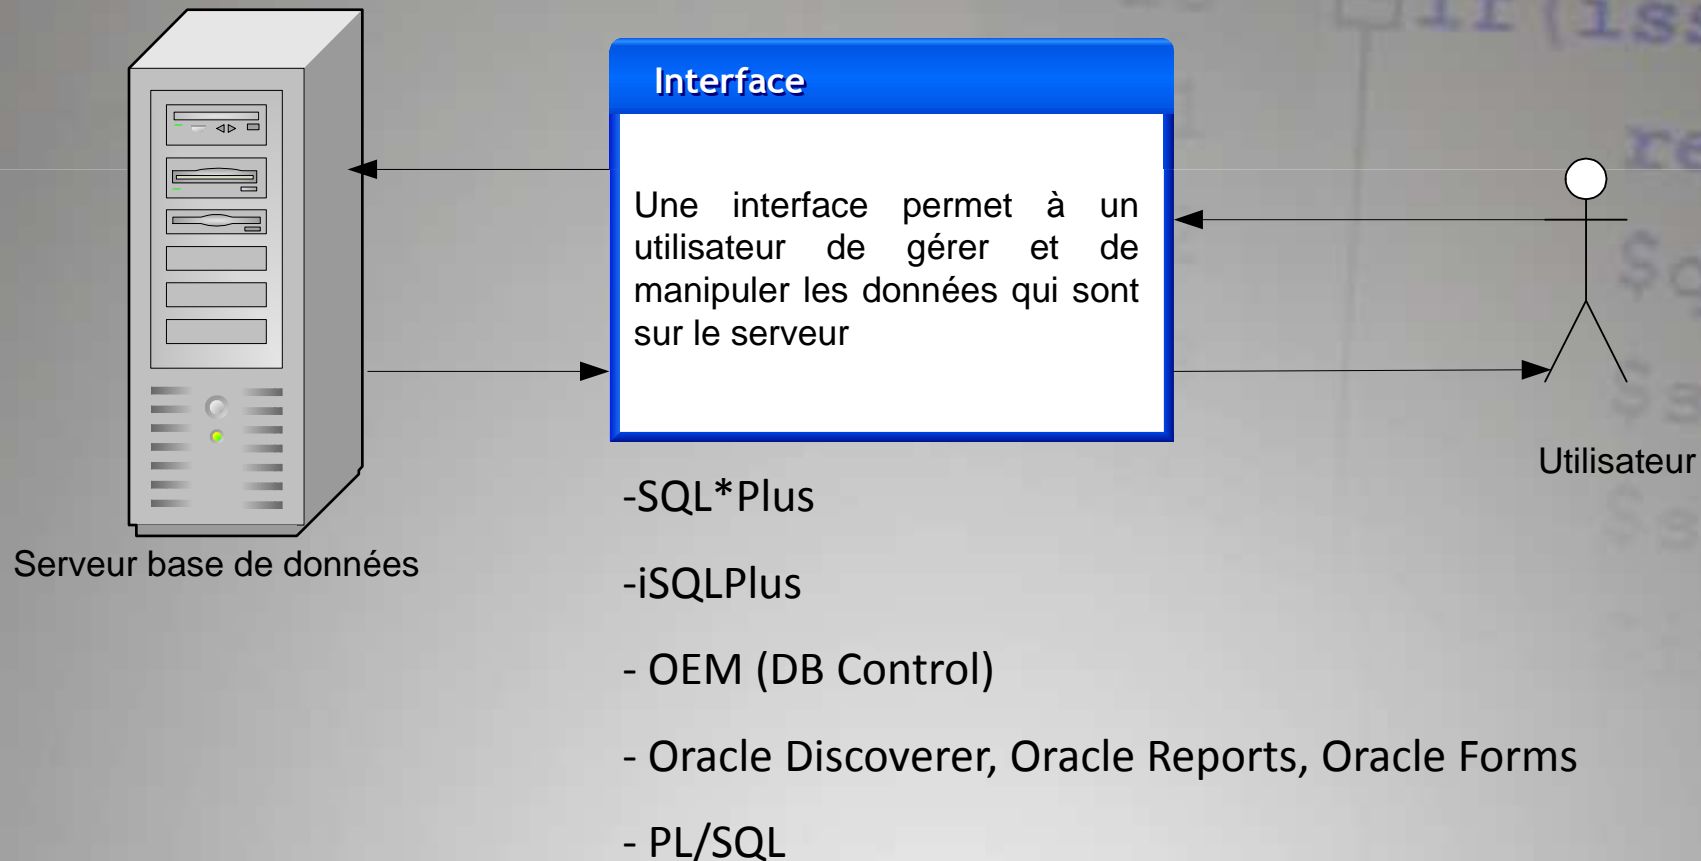 Interface
Une interface permet à un
utilisateur de gérer et de
manipuler les données qui sont
sur le serveur
Utilisateur
Serveur base de données
-SQL*Plus
-iSQLPlus
- OEM (DB Control)
- Oracle Discoverer, Oracle Reports, Oracle Forms
- PL/SQL